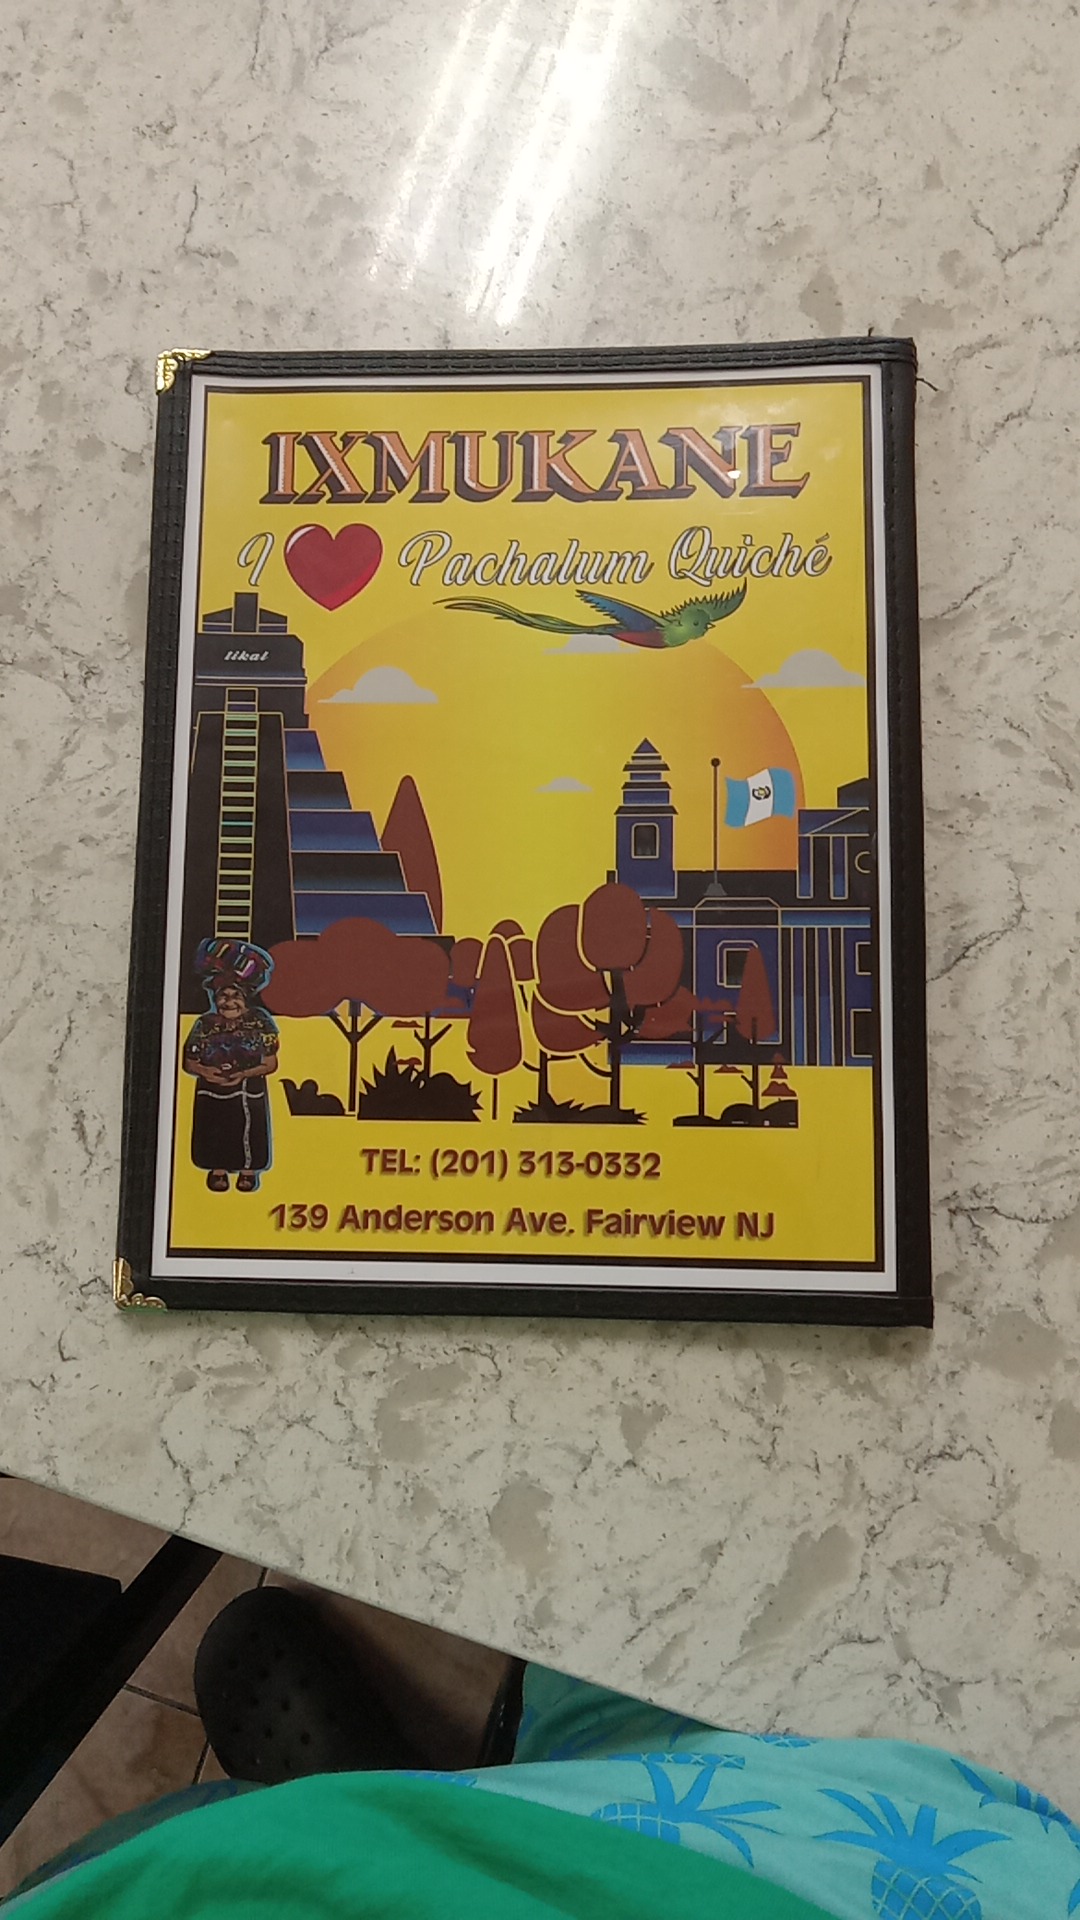 IXMUKANE
I ❤ Pachalum Quiché
tikal
TEL: (201) 313-0332
139 Anderson Ave. Fairview NJ